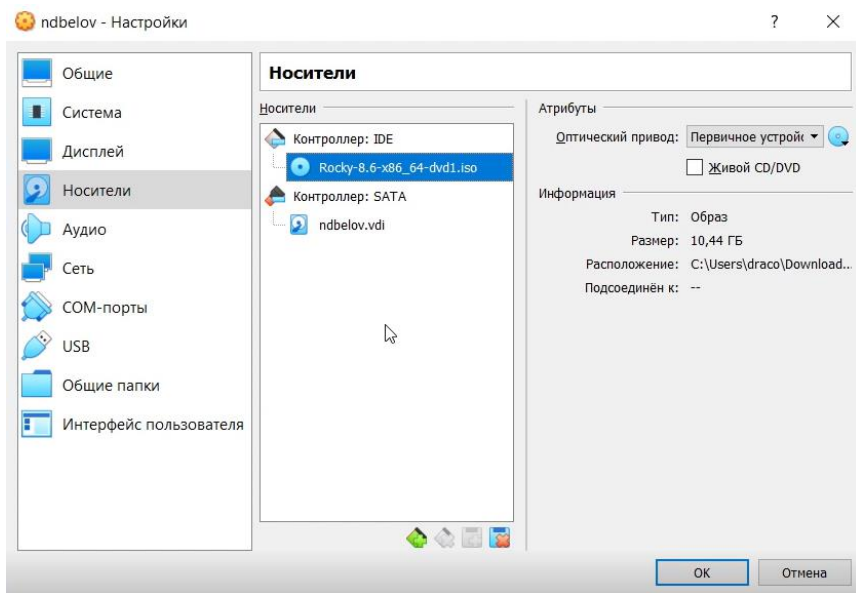 ndbelov - Настройки
?
Общие
Система
Дисплей
Носители
Аудио
Сеть
COM-порты
USB
Общие папки
Интерфейс пользователя
Носители
Носители
Контроллер: IDE
Rocky-8.6-x86_64-dvd1.iso
Контроллер: SATA
ndbelov.vdi
Атрибуты
Оптический привод: Первичное устройс
Живой CD/DVD
Информация
Тип: Образ
Размер: 10,44 ГБ
Расположение: C:\Users\draco\Download...
Подсоединён к: --
OK
Отмена